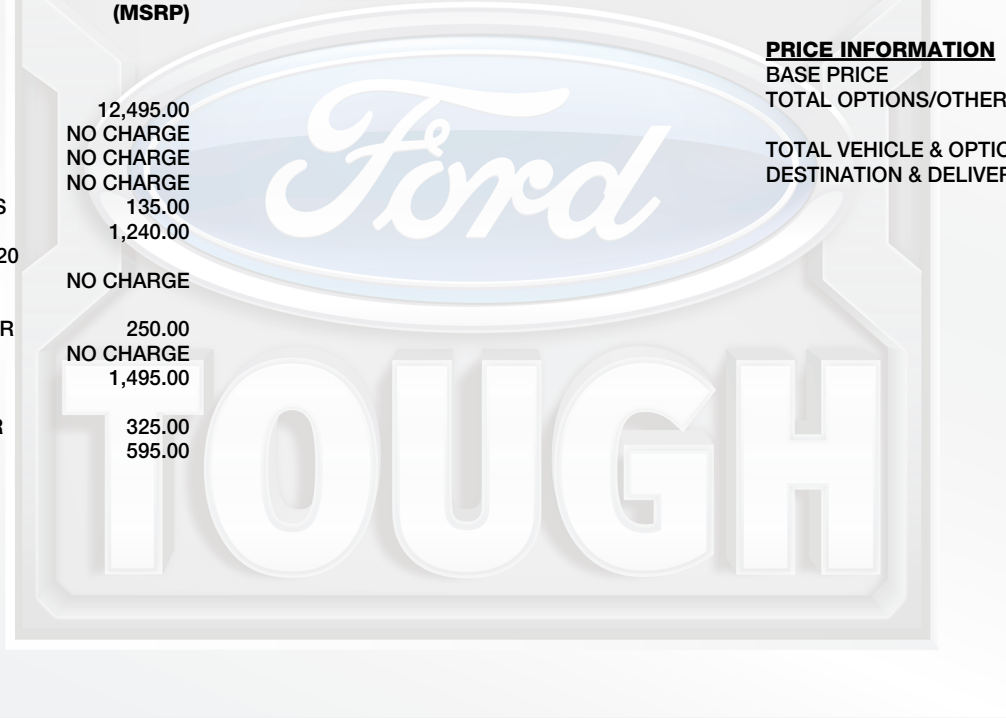 (MSRP)
12,495.00
NO CHARGE
NO CHARGE
NO CHARGE
S 135.00
1,240.00
20
NO CHARGE
R 250.00
NO CHARGE
1,495.00
R 325.00
595.00
PRICE INFORMATION
BASE PRICE
TOTAL OPTIONS/OTHER
TOTAL VEHICLE & OPTIO
DESTINATION & DELIVER
Ford
TOUGH